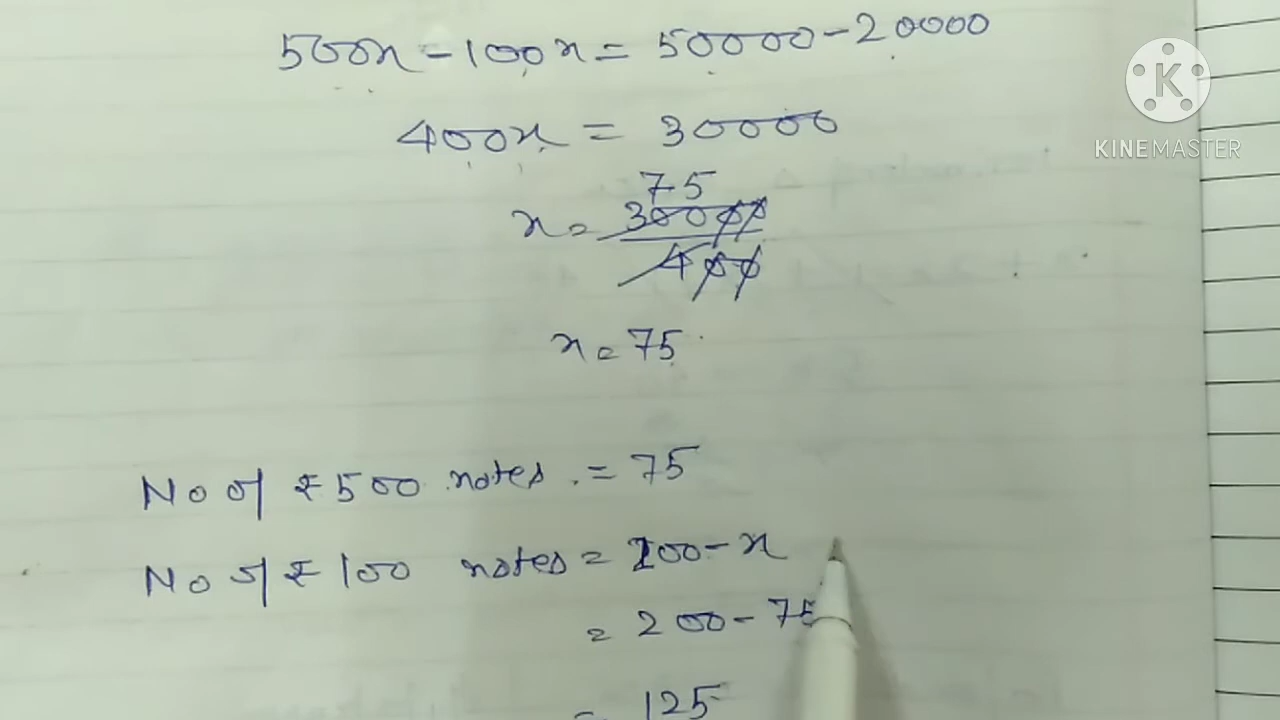 500x - 100x = 50000 - 20000
K
KINEMASTER
400x = 30000
75
x = 30000/400
x = 75
No of ₹ 500 notes = 75
No of ₹ 100 notes = 200 - x
= 200 - 75
= 125